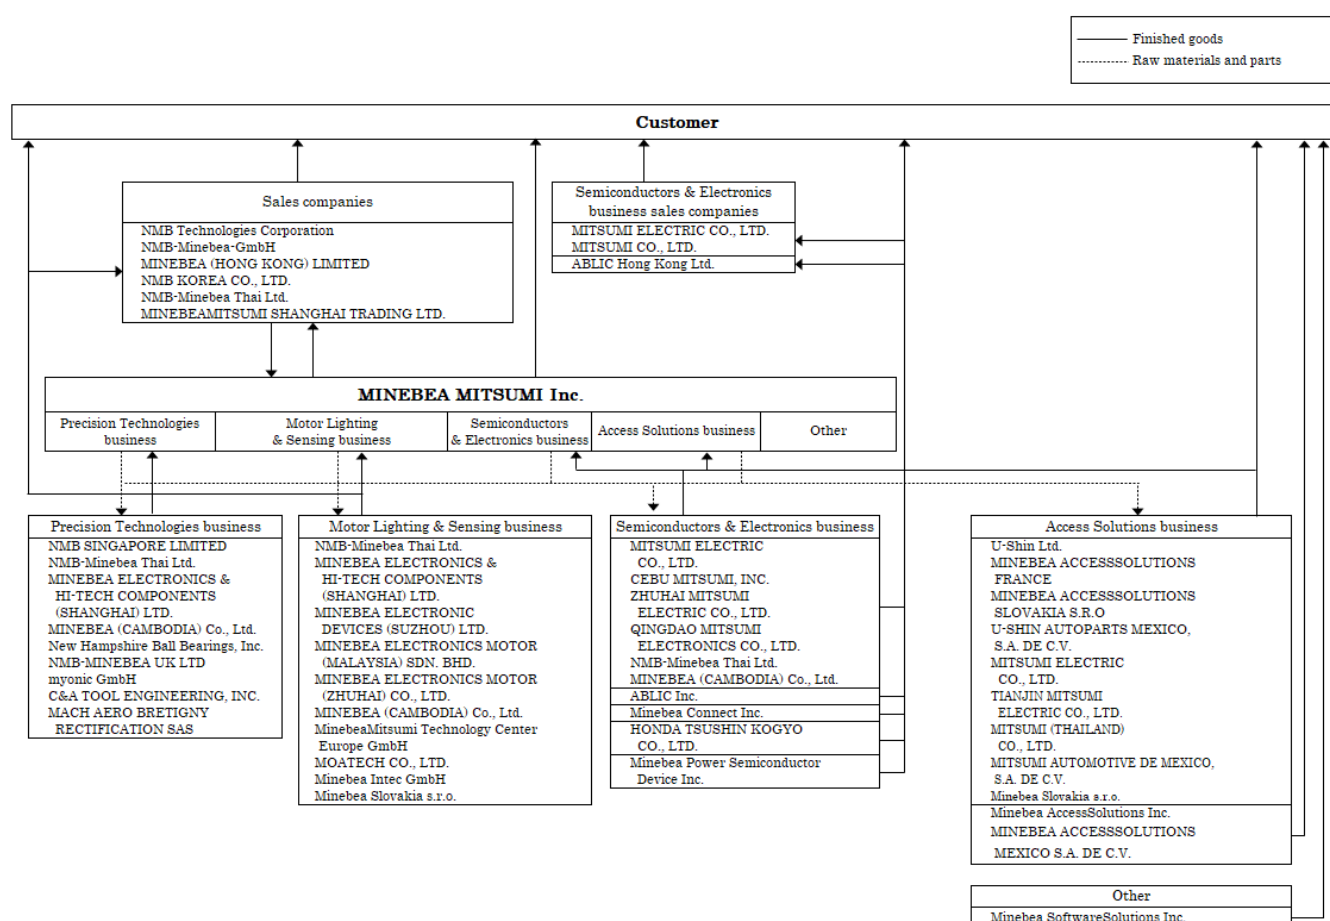 Finished goods
Raw materials and parts
Customer
Sales companies
NMB Technologies Corporation
NMB-Minebea-GmbH
MINEBEA (HONG KONG) LIMITED
NMB KOREA CO., LTD.
NMB-Minebea Thai Ltd.
MINEBEAMITSUMI SHANGHAI TRADING LTD.
Semiconductors & Electronics
business sales companies
MITSUMI ELECTRIC CO., LTD.
MITSUMI CO., LTD.
ABLIC Hong Kong Ltd.
MINEBEA MITSUMI Inc.
Precision Technologies
business
Motor Lighting
& Sensing business
Semiconductors
& Electronics business
Access Solutions business
Other
Precision Technologies business
NMB SINGAPORE LIMITED
NMB-Minebea Thai Ltd.
MINEBEA ELECTRONICS &
HI-TECH COMPONENTS
(SHANGHAI) LTD.
MINEBEA (CAMBODIA) Co., Ltd.
New Hampshire Ball Bearings, Inc.
NMB-MINEBEA UK LTD
myonic GmbH
C&A TOOL ENGINEERING, INC.
MACH AERO BRETIGNY
RECTIFICATION SAS
Motor Lighting & Sensing business
NMB-Minebea Thai Ltd.
MINEBEA ELECTRONICS &
HI-TECH COMPONENTS
(SHANGHAI) LTD.
MINEBEA ELECTRONIC
DEVICES (SUZHOU) LTD.
MINEBEA ELECTRONICS MOTOR
(MALAYSIA) SDN. BHD.
MINEBEA ELECTRONICS MOTOR
(ZHUHAI) CO., LTD.
MINEBEA (CAMBODIA) Co., Ltd.
MinebeaMitsumi Technology Center
Europe GmbH
MOATECH CO., LTD.
Minebea Intec GmbH
Minebea Slovakia s.r.o.
Semiconductors & Electronics business
MITSUMI ELECTRIC
CO., LTD.
CEBU MITSUMI, INC.
ZHUHAI MITSUMI
ELECTRIC CO., LTD.
QINGDAO MITSUMI
ELECTRONICS CO., LTD.
NMB-Minebea Thai Ltd.
MINEBEA (CAMBODIA) Co., Ltd.
ABLIC Inc.
Minebea Connect Inc.
HONDA TSUSHIN KOGYO
CO., LTD.
Minebea Power Semiconductor
Device Inc.
Access Solutions business
U-Shin Ltd.
MINEBEA ACCESSSOLUTIONS
FRANCE
MINEBEA ACCESSSOLUTIONS
SLOVAKIA S.R.O
U-SHIN AUTOPARTS MEXICO,
S.A. DE C.V.
MITSUMI ELECTRIC
CO., LTD.
TIANJIN MITSUMI
ELECTRIC CO., LTD.
MITSUMI (THAILAND)
CO., LTD.
MITSUMI AUTOMOTIVE DE MEXICO,
S.A. DE C.V.
Minebea Slovakia s.r.o.
Minebea AccessSolutions Inc.
MINEBEA ACCESSSOLUTIONS
MEXICO S.A. DE C.V.
Other
Minebea SoftwareSolutions Inc.